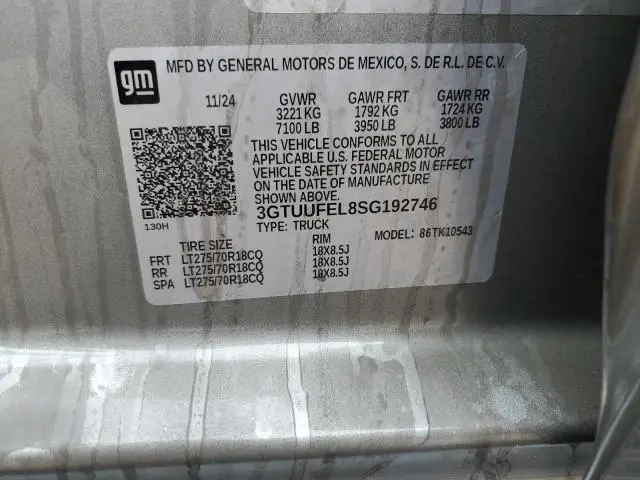 gm
MFD BY GENERAL MOTORS DE MEXICO, S. DE R.L. DE C.V.
11/24 GVWR GAWR FRT GAWR RR
3221 KG 1792 KG 1724 KG
7100 LB 3950 LB 3800 LB
THIS VEHICLE CONFORMS TO ALL
APPLICABLE U.S. FEDERAL MOTOR
VEHICLE SAFETY STANDARDS IN EFFECT
ON THE DATE OF MANUFACTURE
SHOWN ABOVE.
3GTUUFEL8SG192746
130H
TYPE: TRUCK MODEL: 86TK10543
TIRE SIZE RIM
FRT LT275/70R18CQ 18X8.5J
RR LT275/70R18CQ 18X8.5J
SPA LT275/70R18CQ 18X8.5J